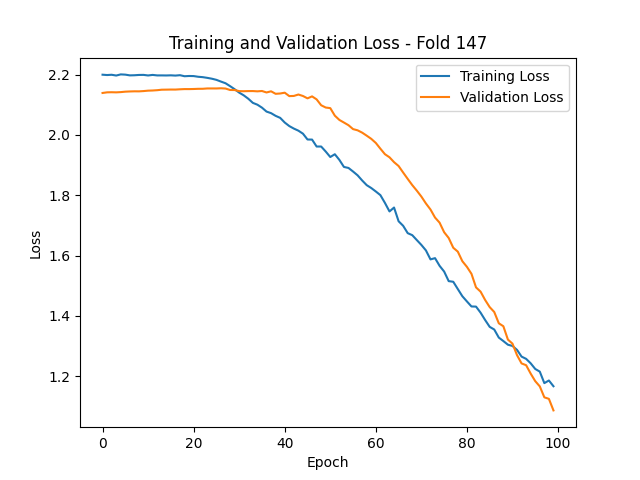 Training and Validation Loss - Fold 147
Training Loss
Validation Loss
Loss
2.2
2.0
1.8
1.6
1.4
1.2
0 20 40 60 80 100
Epoch